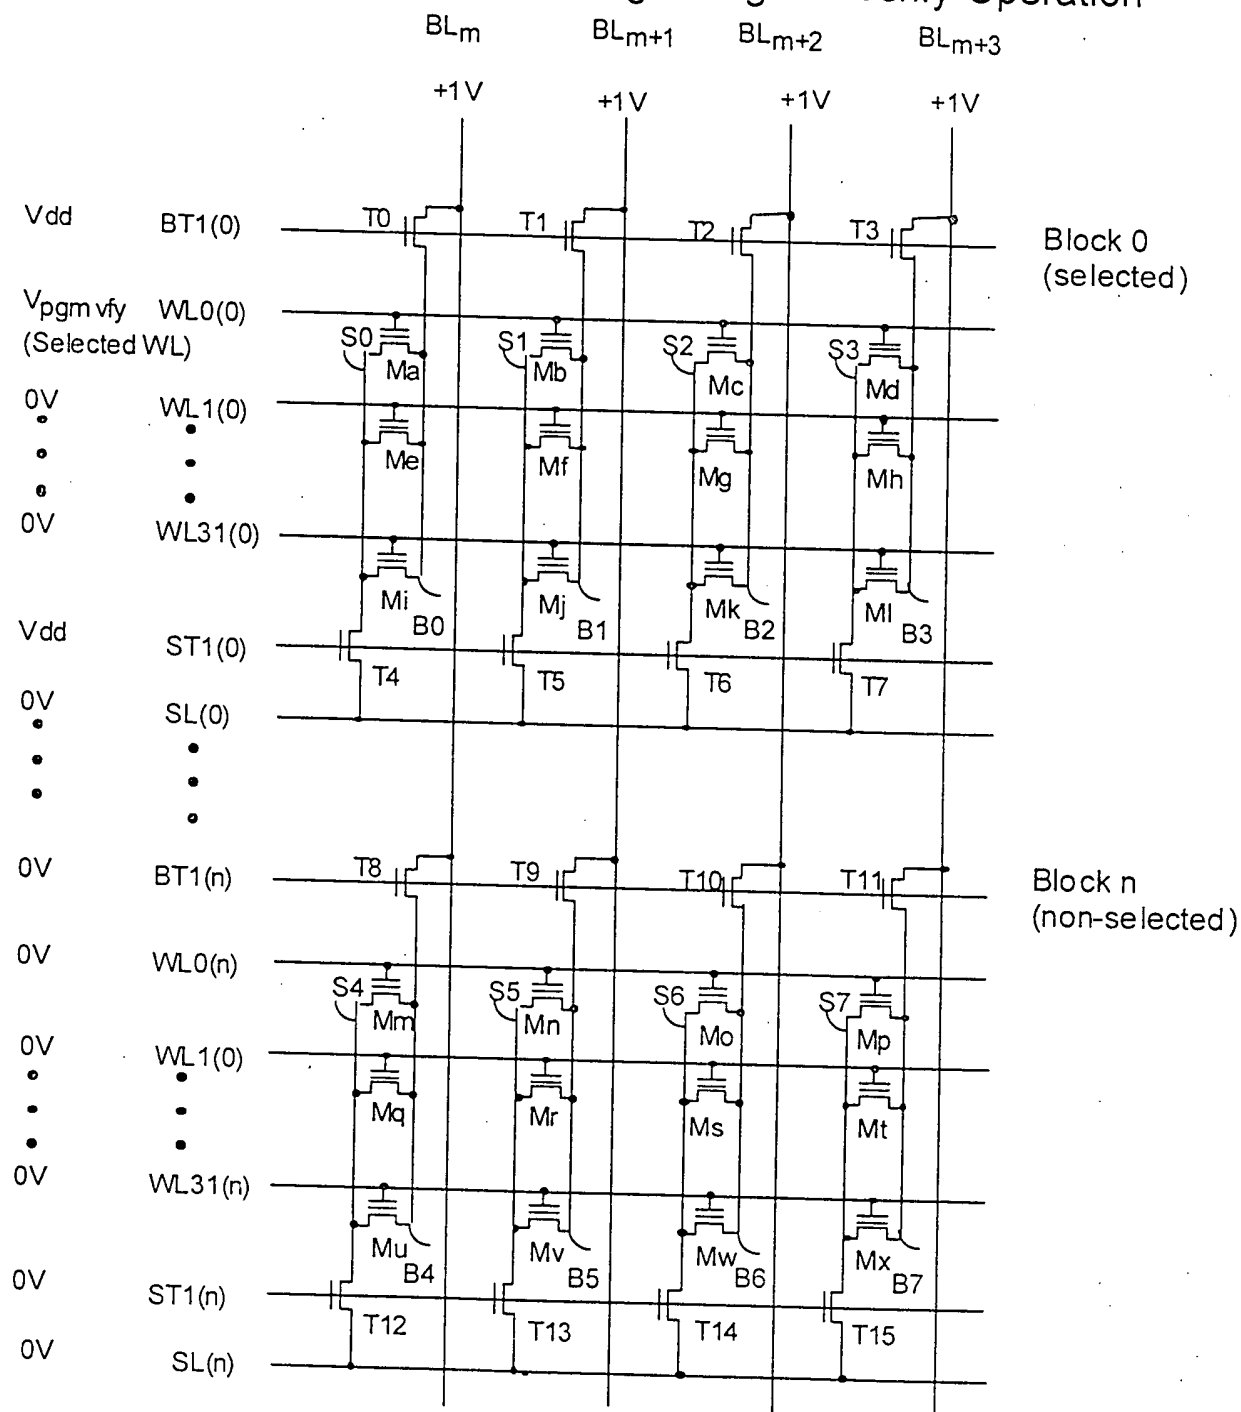 Operation
BLm BLm+1 BLm+2 BLm+3
+1V +1V +1V +1V
Vdd BT1(0) T0 T1 T2 T3 Block 0
(selected)
Vpgmvfy WL0(0)
(Selected WL) S0 S1 S2 S3
Ma Mb Mc Md
0V WL1(0)
Me Mf Mg Mh
0V WL31(0)
Mi Mj Mk Ml
B0 B1 B2 B3
Vdd ST1(0)
T4 T5 T6 T7
0V SL(0)
0V BT1(n) T8 T9 T10 T11 Block n
(non-selected)
0V WL0(n)
S4 S5 S6 S7
Mm Mn Mo Mp
0V WL1(0)
Mq Mr Ms Mt
0V WL31(n)
Mu Mv Mw Mx
B4 B5 B6 B7
0V ST1(n)
T12 T13 T14 T15
0V SL(n)